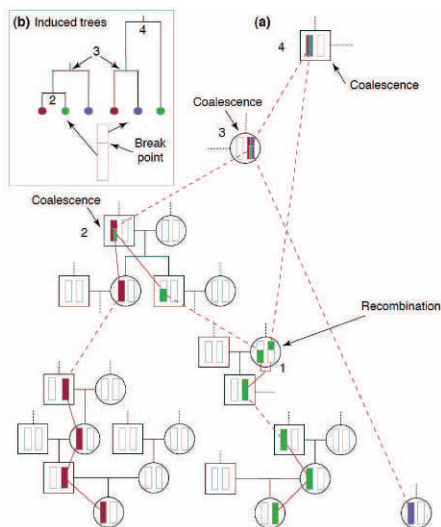 (b) Induced trees
4
3
2
Break
point
(a)
4
Coalescence
Coalescence
3
Coalescence
2
Recombination
1